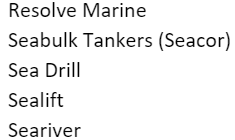 Resolve Marine
Seabulk Tankers (Seacor)
Sea Drill
Sealift
Seariver